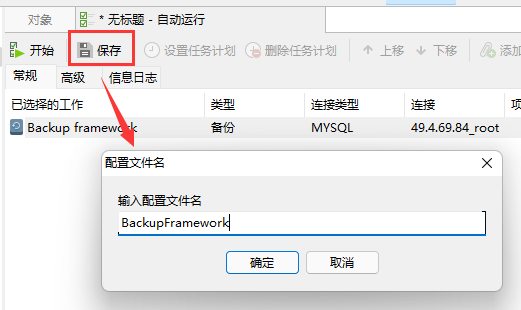 对象 * 无标题 - 自动运行
开始 保存 设置任务计划 删除任务计划 上移 下移 添加
常规 高级 信息日志
已选择的工作 类型 连接类型 连接 项
Backup framework 备份 MYSQL 49.4.69.84_root
配置文件名
输入配置文件名
BackupFramework
确定 取消